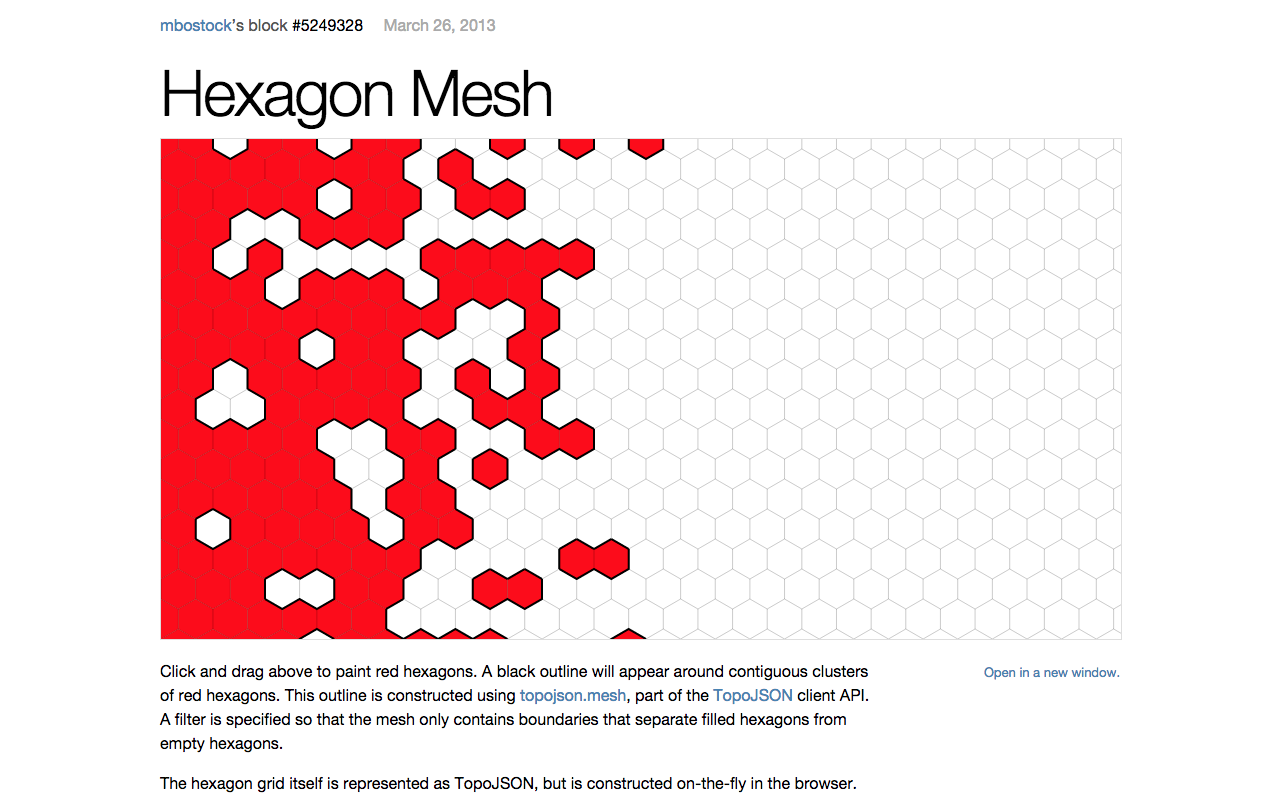 mbostock's block #5249328 March 26, 2013
Hexagon Mesh
Click and drag above to paint red hexagons. A black outline will appear around contiguous clusters
of red hexagons. This outline is constructed using topojson.mesh, part of the TopoJSON client API.
A filter is specified so that the mesh only contains boundaries that separate filled hexagons from
empty hexagons.
Open in a new window.
The hexagon grid itself is represented as TopoJSON, but is constructed on-the-fly in the browser.